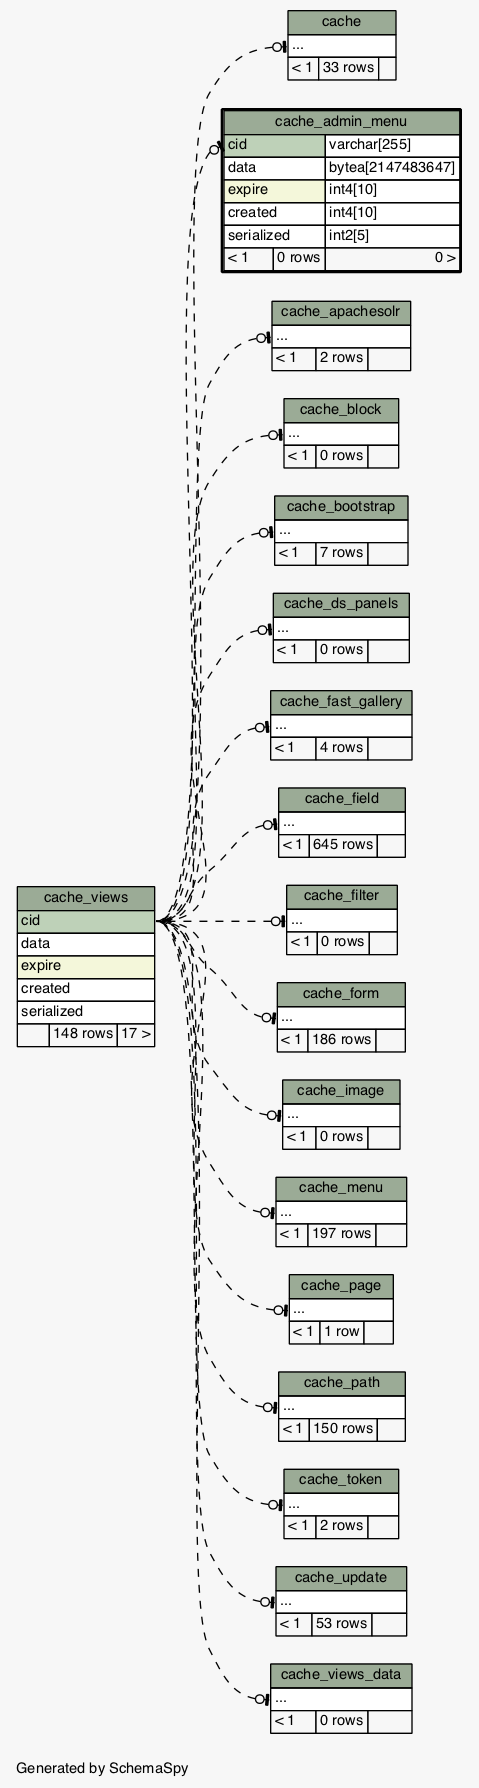 cache
...
< 1 33 rows
cache_admin_menu
cid varchar[255]
data bytea[2147483647]
expire int4[10]
created int4[10]
serialized int2[5]
< 1 0 rows 0 >
cache_apachesolr
...
< 1 2 rows
cache_block
...
< 1 0 rows
cache_bootstrap
...
< 1 7 rows
cache_ds_panels
...
< 1 0 rows
cache_fast_gallery
...
< 1 4 rows
cache_field
...
< 1 645 rows
cache_views
cid
data
expire
created
serialized
148 rows 17 >
cache_filter
...
< 1 0 rows
cache_form
...
< 1 186 rows
cache_image
...
< 1 0 rows
cache_menu
...
< 1 197 rows
cache_page
...
< 1 1 row
cache_path
...
< 1 150 rows
cache_token
...
< 1 2 rows
cache_update
...
< 1 53 rows
cache_views_data
...
< 1 0 rows
Generated by SchemaSpy